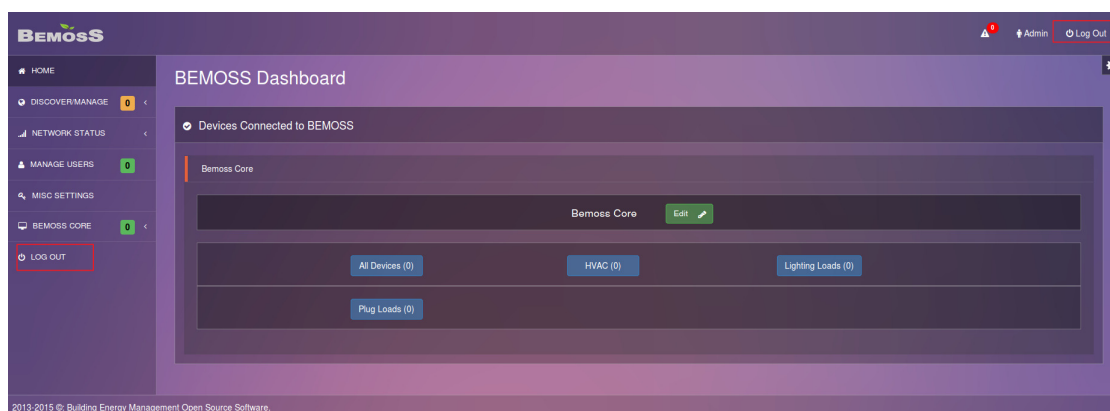 BEMOSS
0
Admin
Log Out
HOME
DISCOVER/MANAGE 0
NETWORK STATUS
MANAGE USERS 0
MISC SETTINGS
BEMOSS CORE 0
LOG OUT
BEMOSS Dashboard
Devices Connected to BEMOSS
Bemoss Core
Bemoss Core Edit
All Devices (0) HVAC (0) Lighting Loads (0)
Plug Loads (0)
2013-2015 ©: Building Energy Management Open Source Software.